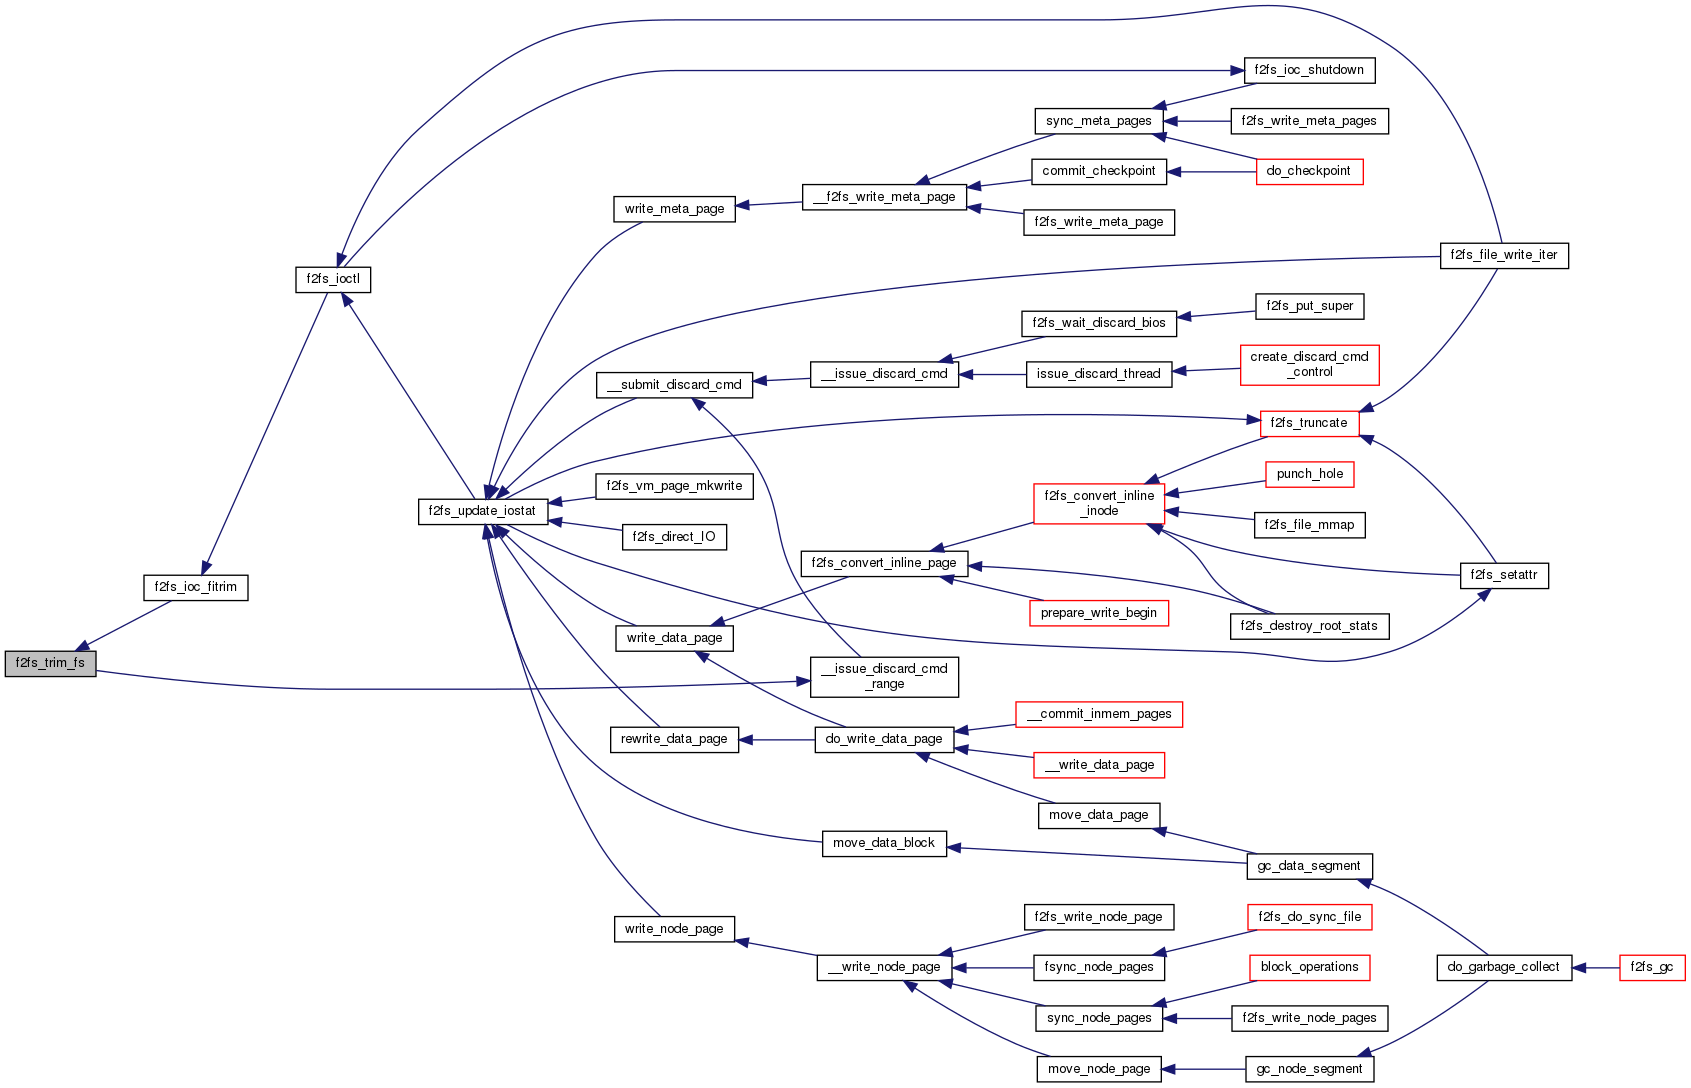 f2fs_ioc_shutdown
sync_meta_pages
f2fs_write_meta_pages
commit_checkpoint
do_checkpoint
write_meta_page
__f2fs_write_meta_page
f2fs_write_meta_page
f2fs_ioctl
f2fs_file_write_iter
f2fs_put_super
f2fs_wait_discard_bios
__submit_discard_cmd
__issue_discard_cmd
issue_discard_thread
create_discard_cmd
_control
f2fs_truncate
f2fs_vm_page_mkwrite
punch_hole
f2fs_update_iostat
f2fs_convert_inline
_inode
f2fs_file_mmap
f2fs_direct_IO
f2fs_convert_inline_page
f2fs_setattr
f2fs_ioc_fitrim
prepare_write_begin
f2fs_destroy_root_stats
write_data_page
f2fs_trim_fs
__issue_discard_cmd
_range
__commit_inmem_pages
rewrite_data_page
do_write_data_page
__write_data_page
move_data_page
move_data_block
gc_data_segment
write_node_page
f2fs_write_node_page
f2fs_do_sync_file
__write_node_page
fsync_node_pages
block_operations
do_garbage_collect
f2fs_gc
sync_node_pages
f2fs_write_node_pages
move_node_page
gc_node_segment